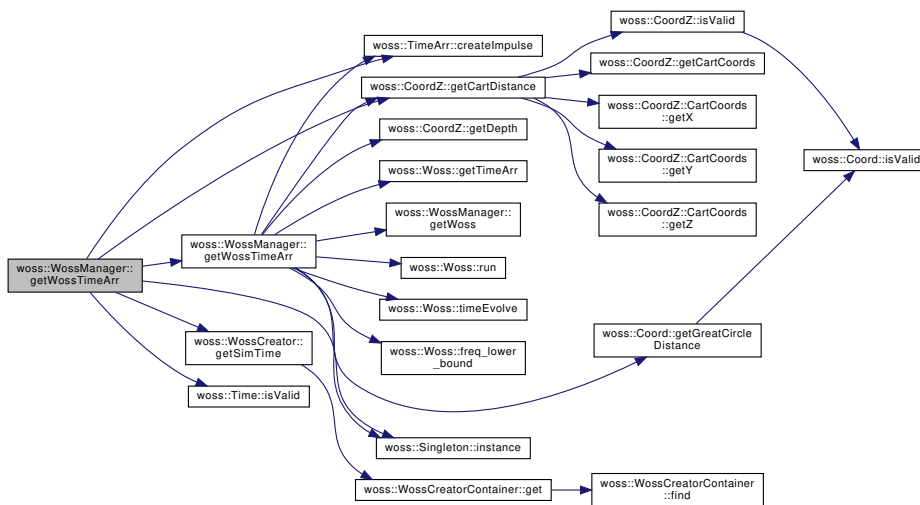 woss::WossManager::
getWossTimeArr
woss::WossManager::
getWossTimeArr
woss::WossCreator::
getSimTime
woss::Time::isValid
woss::TimeArr::createImpulse
woss::CoordZ::getCartDistance
woss::CoordZ::getDepth
woss::Woss::getTimeArr
woss::WossManager::
getWoss
woss::Woss::run
woss::Woss::timeEvolve
woss::Woss::freq_lower
_bound
woss::Singleton::instance
woss::WossCreatorContainer::get
woss::CoordZ::isValid
woss::CoordZ::getCartCoords
woss::CoordZ::CartCoords
::getX
woss::CoordZ::CartCoords
::getY
woss::CoordZ::CartCoords
::getZ
woss::Coord::getGreatCircle
Distance
woss::WossCreatorContainer
::find
woss::Coord::isValid